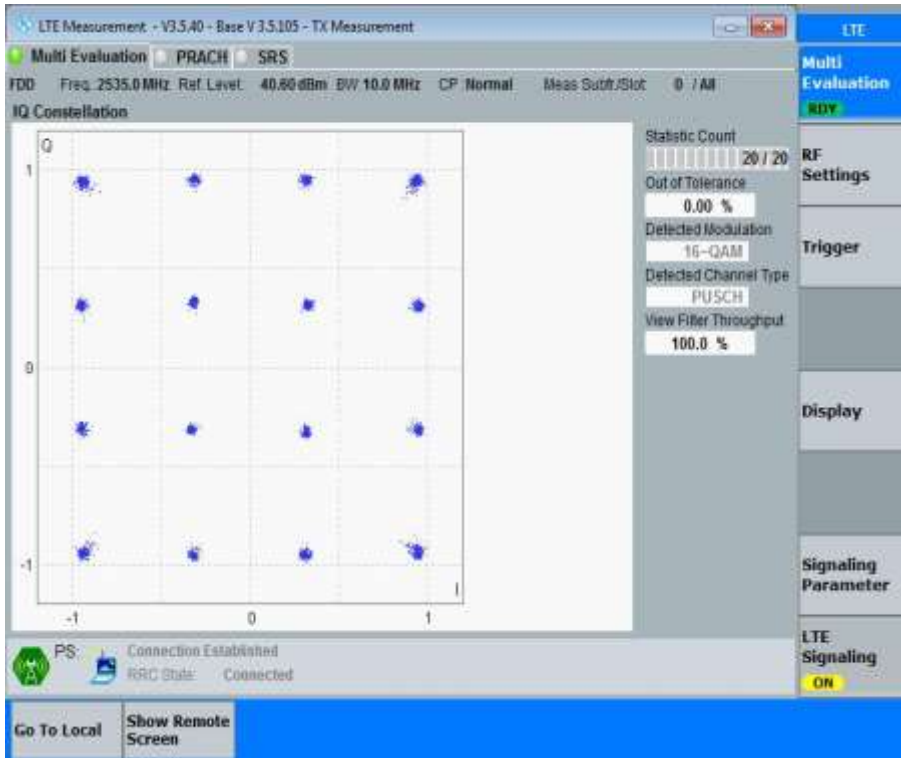 LTE Measurement - V3.5.40 - Base V 3.5.105 - TX Measurement
LTE
Multi Evaluation PRACH SRS
FDD Freq.:2535.0 MHz Ref. Level: 40.60 dBm BW:10.0 MHz CP:Normal Meas Subfr./Slot: 0 / All
IQ Constellation
Q
1
0
-1
I
-1 0 1
Statistic Count
20 / 20
Out of Tolerance
0.00 %
Detected Modulation
16-QAM
Detected Channel Type
PUSCH
View Filter Throughput
100.0 %
Multi
Evaluation
RDY
RF
Settings
Trigger
Display
Signaling
Parameter
LTE
Signaling
ON
PS: Connection Established
RRC State: Connected
Go To Local
Show Remote
Screen